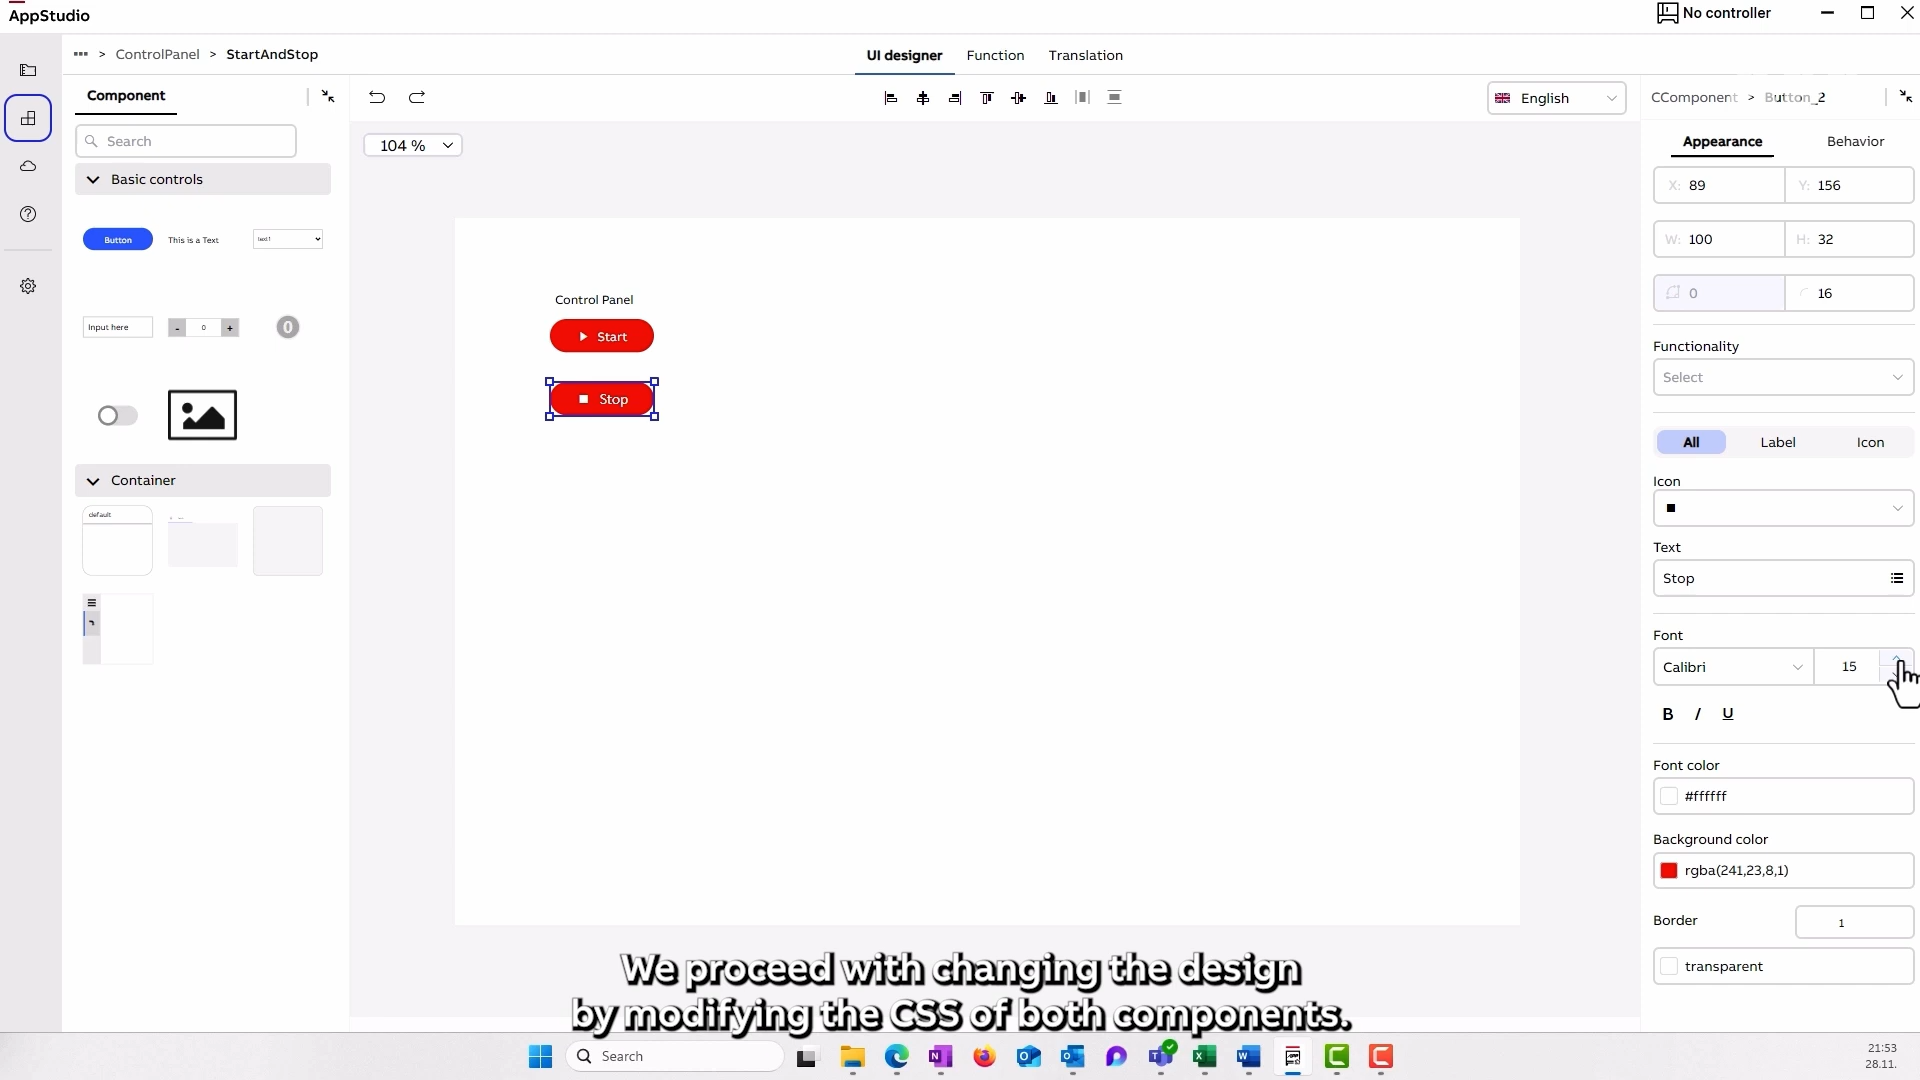 AppStudio
No controller
... > ControlPanel > StartAndStop
UI designer Function Translation
Component
English
CComponent > Button_2
Search
104 %
Appearance Behavior
Basic controls
X: 89 Y: 156
Button This is a Text text1
W: 100 H: 32
0 16
Control Panel
Input here - 0 + 0
Start
Functionality
Select
Stop
All Label Icon
Container
Icon
default
Text
Stop
Font
Calibri 15
B I U
Font color
#ffffff
Background color
rgba(241,23,8,1)
Border 1
transparent
We proceed with changing the design
by modifying the CSS of both components.
Search
21:53
28.11.